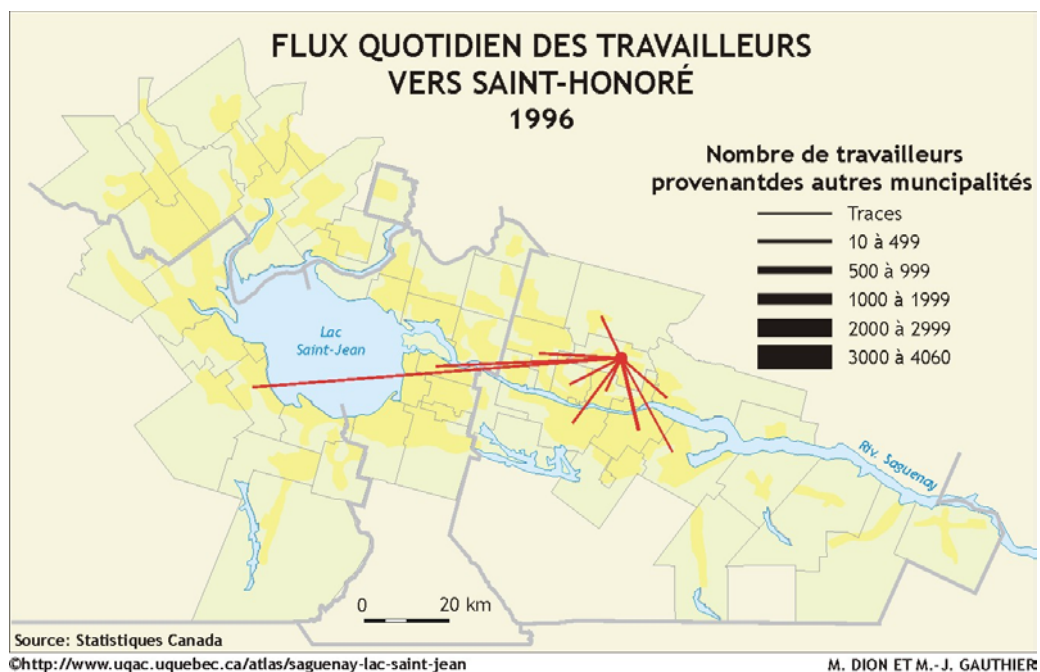 FLUX QUOTIDIEN DES TRAVAILLEURS
VERS SAINT-HONORÉ
1996
Nombre de travailleurs
provenantdes autres muncipalités
Traces
10 à 499
500 à 999
1000 à 1999
2000 à 2999
3000 à 4060
Lac
Saint-Jean
Riv. Saguenay
0 20 km
Source: Statistiques Canada
©http://www.uqac.uquebec.ca/atlas/saguenay-lac-saint-jean
M. DION ET M.-J. GAUTHIER